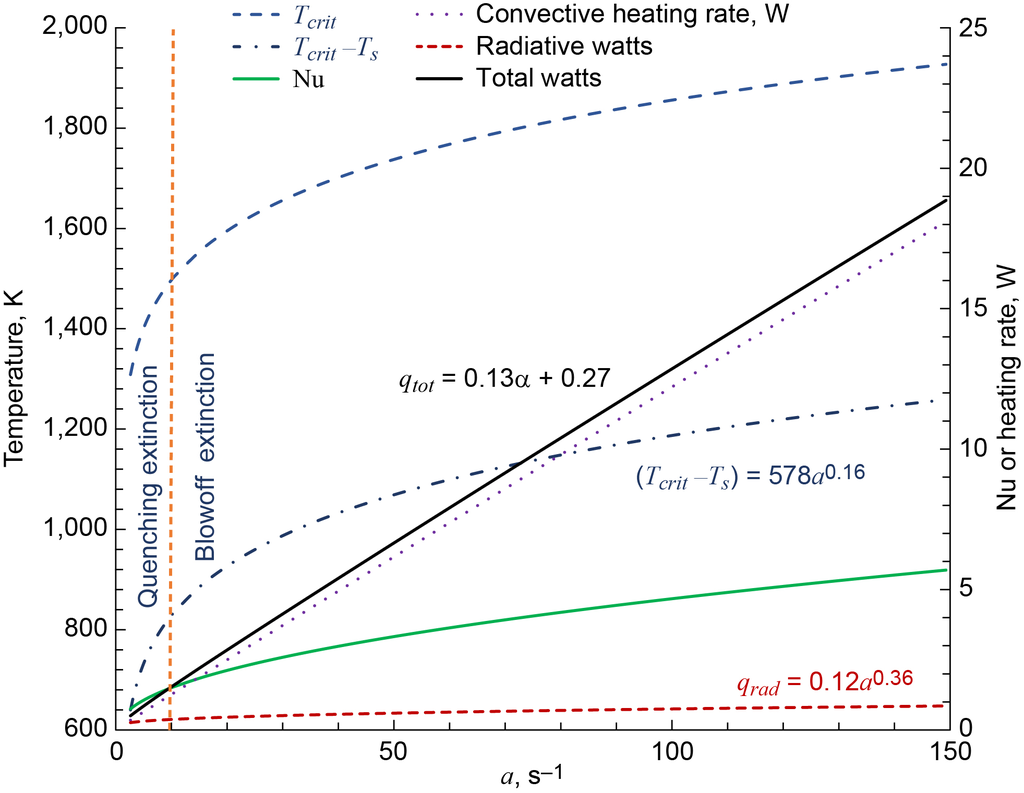 T_crit
T_crit – T_s
Nu
Convective heating rate, W
Radiative watts
Total watts
2,000
1,800
1,600
1,400
1,200
1,000
800
600
Temperature, K
25
20
15
10
5
0
Nu or heating rate, W
Quenching extinction
Blowoff extinction
q_tot = 0.13α + 0.27
(T_crit – T_s) = 578a^0.16
q_rad = 0.12a^0.36
0
50
100
150
a, s^–1